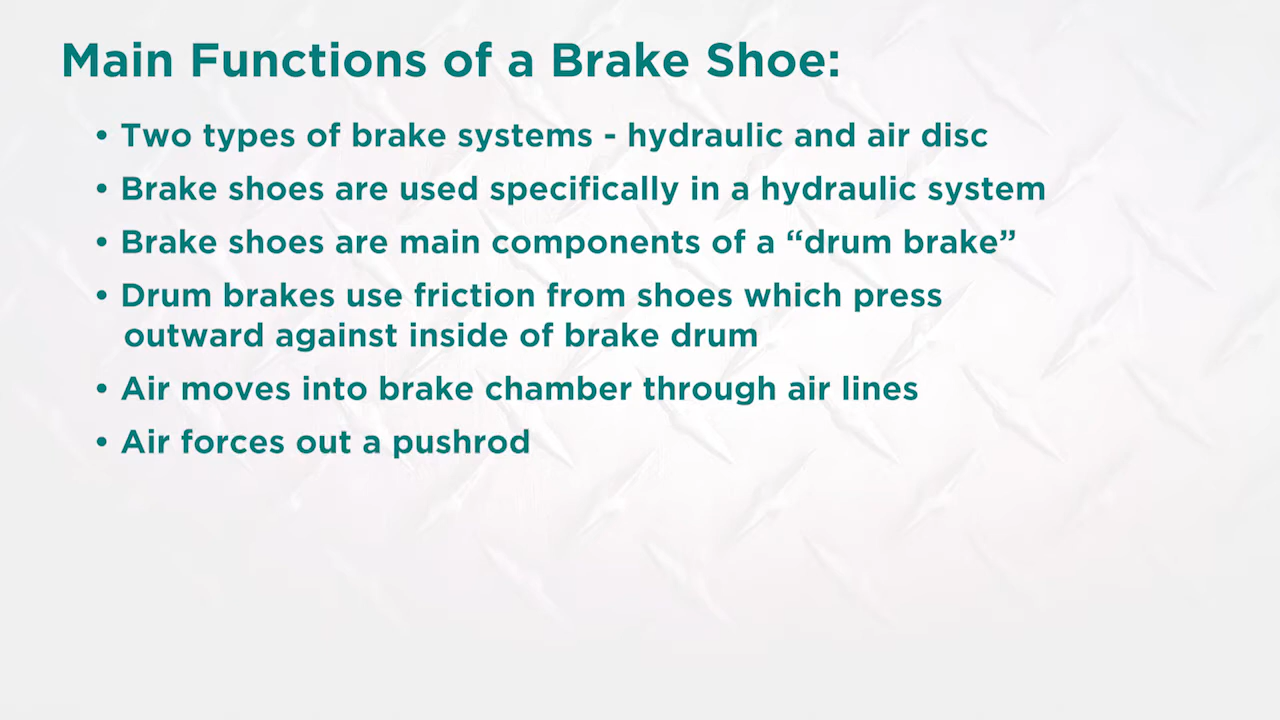 Main Functions of a Brake Shoe:
• Two types of brake systems - hydraulic and air disc
• Brake shoes are used specifically in a hydraulic system
• Brake shoes are main components of a “drum brake”
• Drum brakes use friction from shoes which press
outward against inside of brake drum
• Air moves into brake chamber through air lines
• Air forces out a pushrod